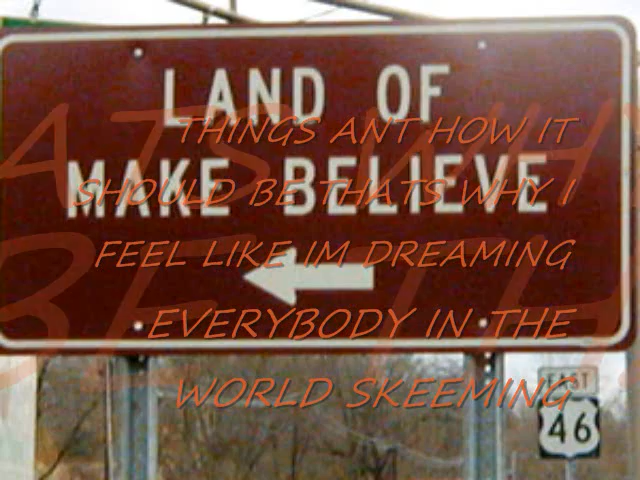 LAND OF
MAKE BELIEVE
THINGS ANT HOW IT
SHOULD BE THATS WHY I
FEEL LIKE IM DREAMING
EVERYBODY IN THE
WORLD SKEEMING
EAST
46